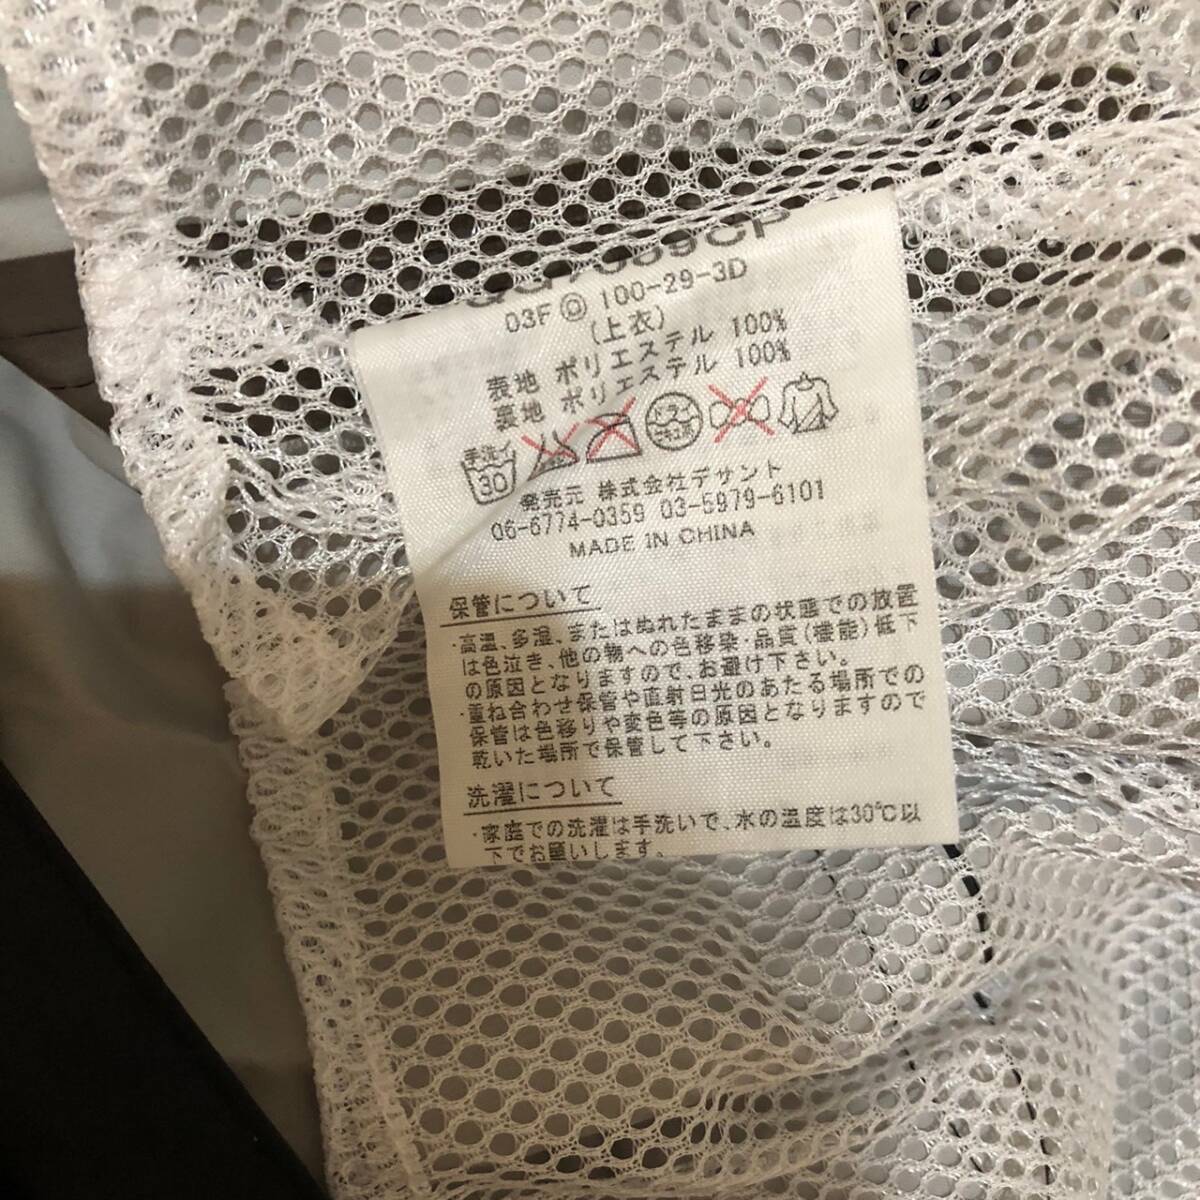 03F Ⓓ 100-29-3D
(上衣)
表地 ポリエステル 100%
裏地 ポリエステル 100%
手洗イ
30
ドライ
セキユ系
発売元 株式会社デサント
06-6774-0359 03-5979-6101
MADE IN CHINA
保管について
・高温、多湿、またはぬれたままの状態での放置
は色泣き、他の物への色移染・品質(機能)低下
の原因となりますので、お避け下さい。
・重ね合わせ保管や直射日光のあたる場所での
保管は色移りや変色等の原因となりますので
乾いた場所で保管して下さい。
洗濯について
・家庭での洗濯は手洗いで、水の温度は30℃以
下でお願いします。